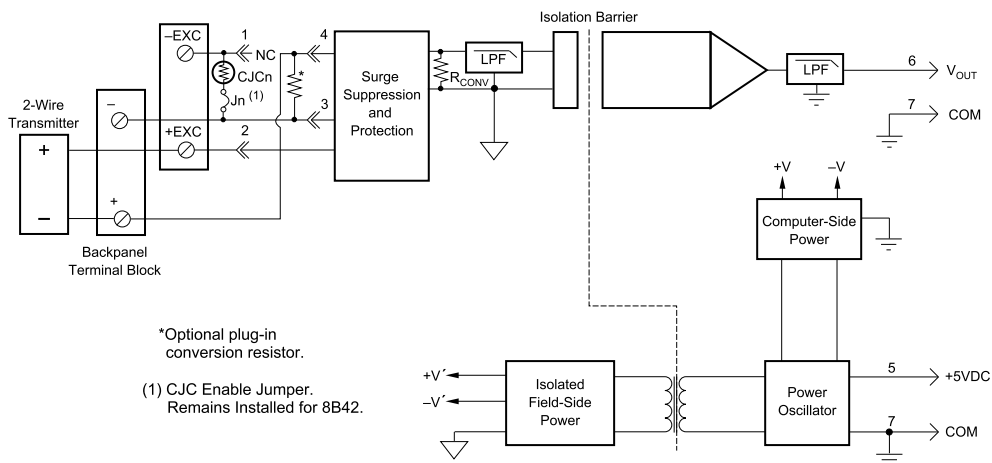 Isolation Barrier
–EXC
1
NC
4
CJCn
Jn (1)
*
3
+EXC
2
2-Wire
Transmitter
+
–
–
+
Backpanel
Terminal Block
Surge
Suppression
and
Protection
RCONV
LPF
LPF
6
VOUT
7
COM
+V
–V
Computer-Side
Power
*Optional plug-in
conversion resistor.
(1) CJC Enable Jumper.
Remains Installed for 8B42.
+V´
–V´
Isolated
Field-Side
Power
Power
Oscillator
5
+5VDC
7
COM